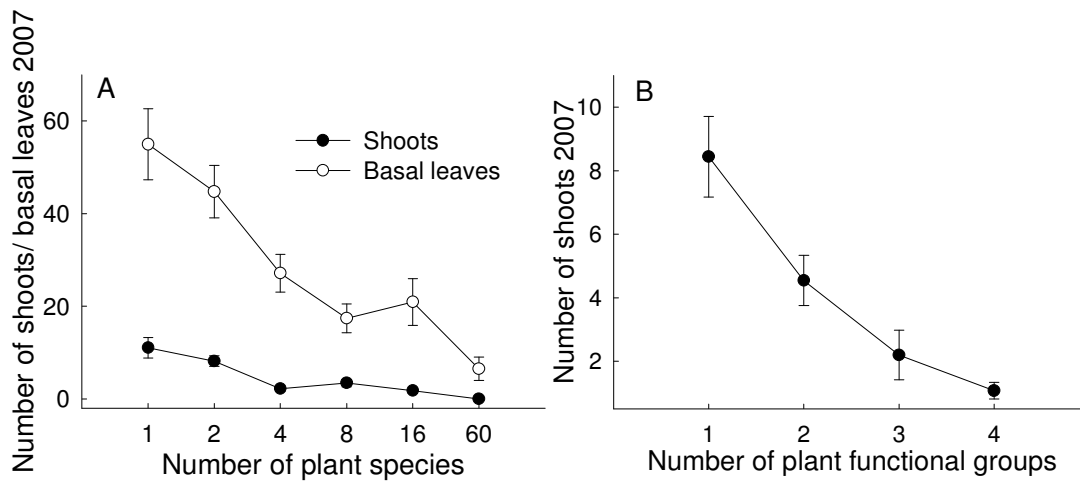 Number of shoots/ basal leaves 2007
A
60
40
20
0
Shoots
Basal leaves
1 2 4 8 16 60
Number of plant species
Number of shoots 2007
B
10
8
6
4
2
1 2 3 4
Number of plant functional groups